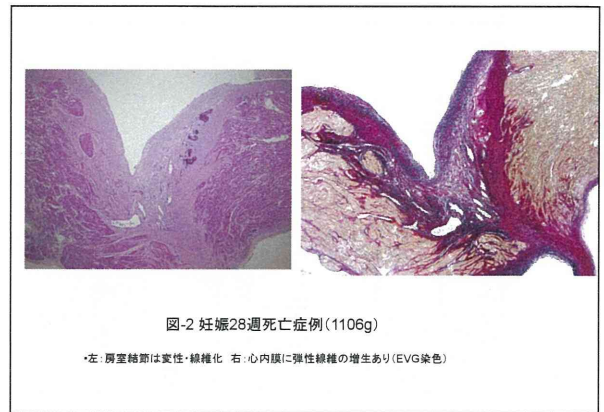 図-2 妊娠28週死亡症例(1106g)
•左:房室結節は変性・線維化 右:心内膜に弾性線維の増生あり(EVG染色)